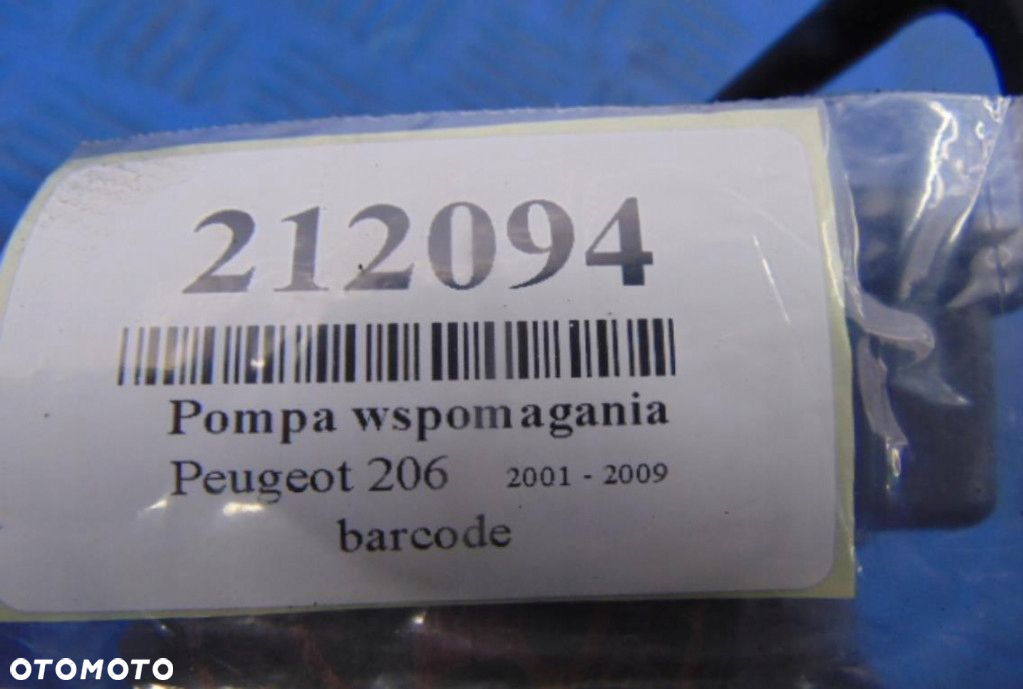 212094
Pompa wspomagania
Peugeot 206 2001 - 2009
barcode
OTOMOTO